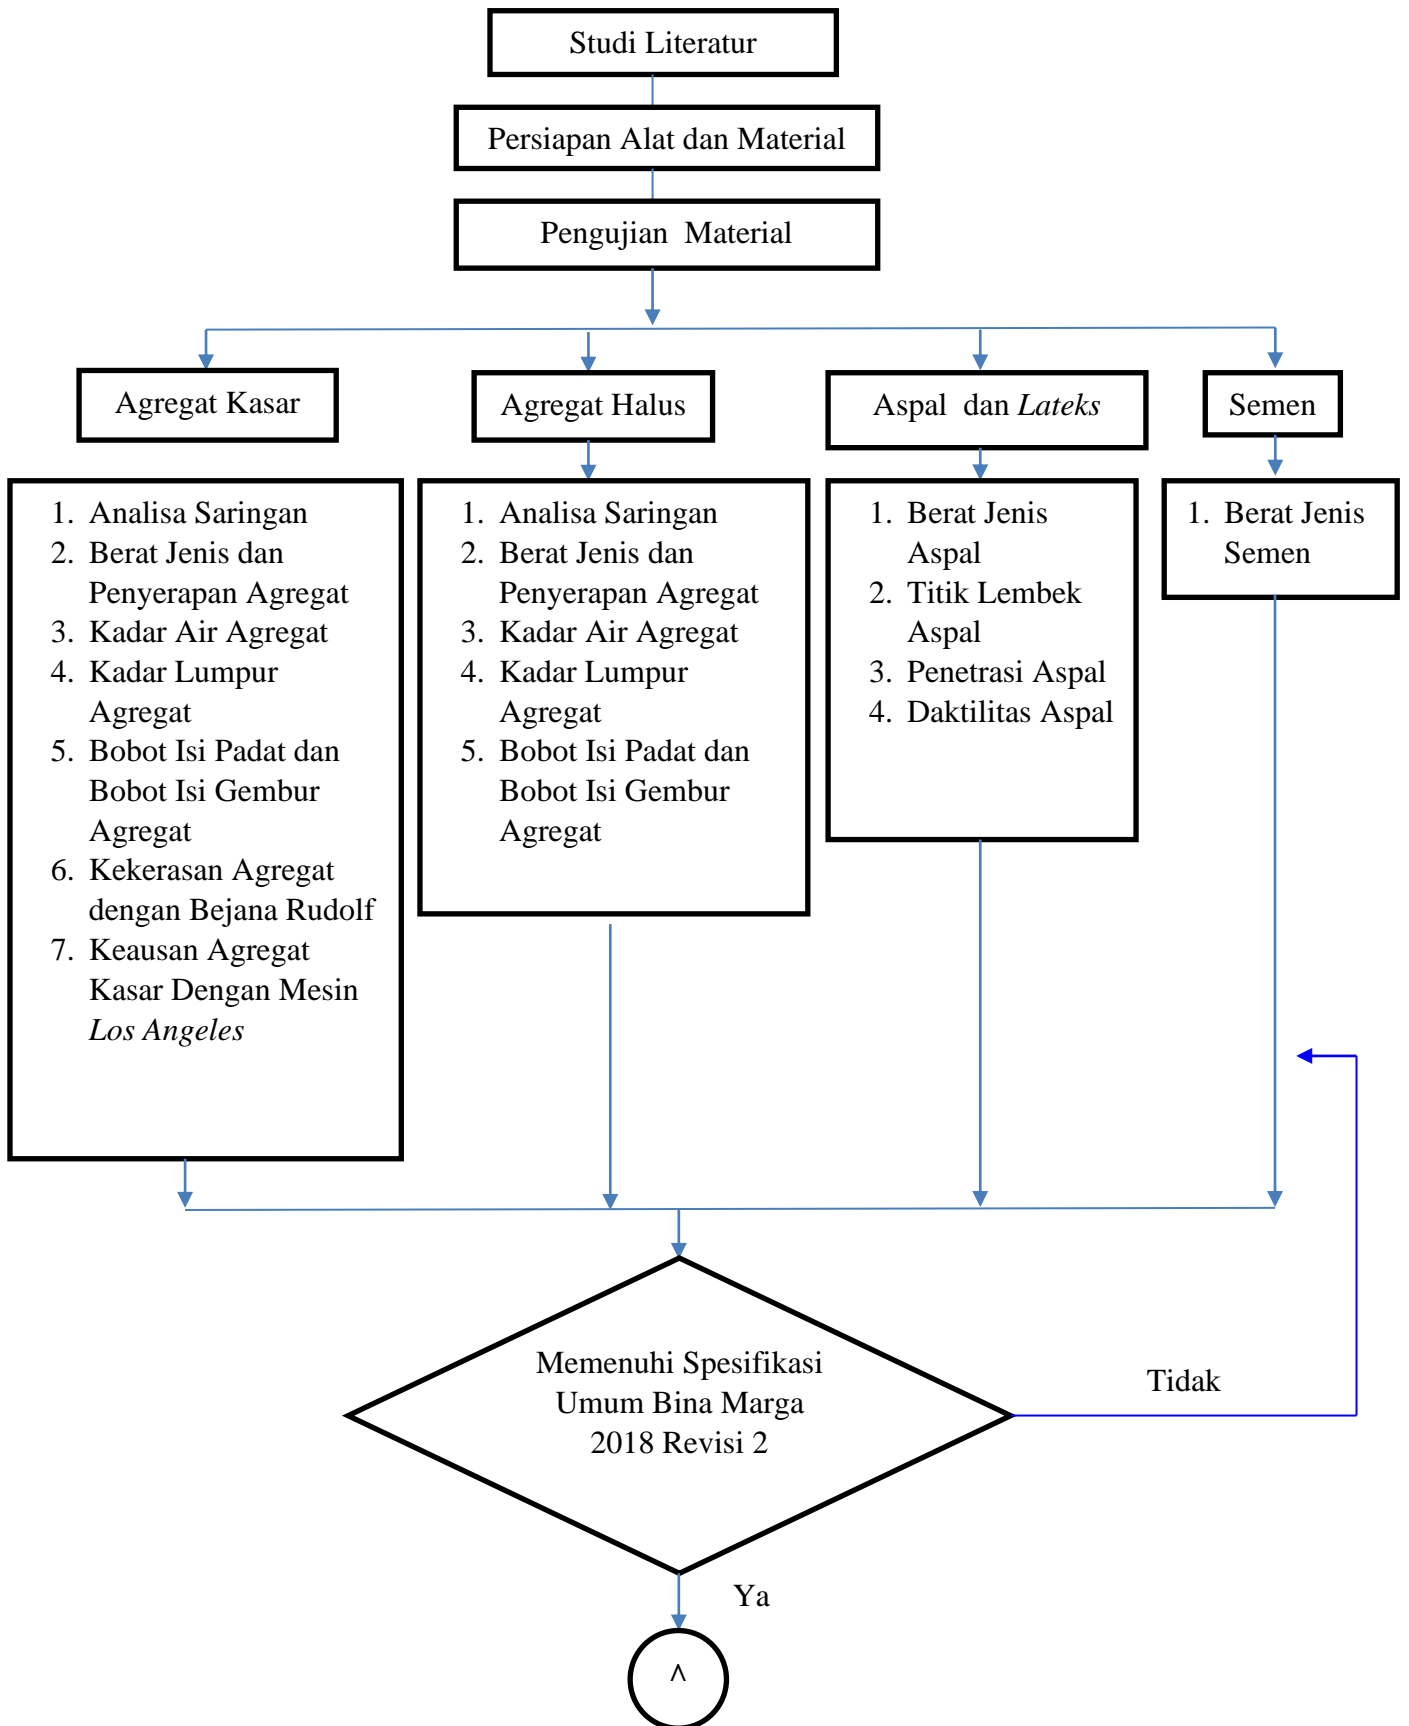 Studi Literatur
Persiapan Alat dan Material
Pengujian  Material
Agregat Kasar
Agregat Halus
Aspal  dan Lateks
Semen
1. Analisa Saringan
2. Berat Jenis dan
Penyerapan Agregat
3. Kadar Air Agregat
4. Kadar Lumpur
Agregat
5. Bobot Isi Padat dan
Bobot Isi Gembur
Agregat
6. Kekerasan Agregat
dengan Bejana Rudolf
7. Keausan Agregat
Kasar Dengan Mesin
Los Angeles
1. Analisa Saringan
2. Berat Jenis dan
Penyerapan Agregat
3. Kadar Air Agregat
4. Kadar Lumpur
Agregat
5. Bobot Isi Padat dan
Bobot Isi Gembur
Agregat
1. Berat Jenis
Aspal
2. Titik Lembek
Aspal
3. Penetrasi Aspal
4. Daktilitas Aspal
1. Berat Jenis
Semen
Memenuhi Spesifikasi
Umum Bina Marga
2018 Revisi 2
Tidak
Ya
^